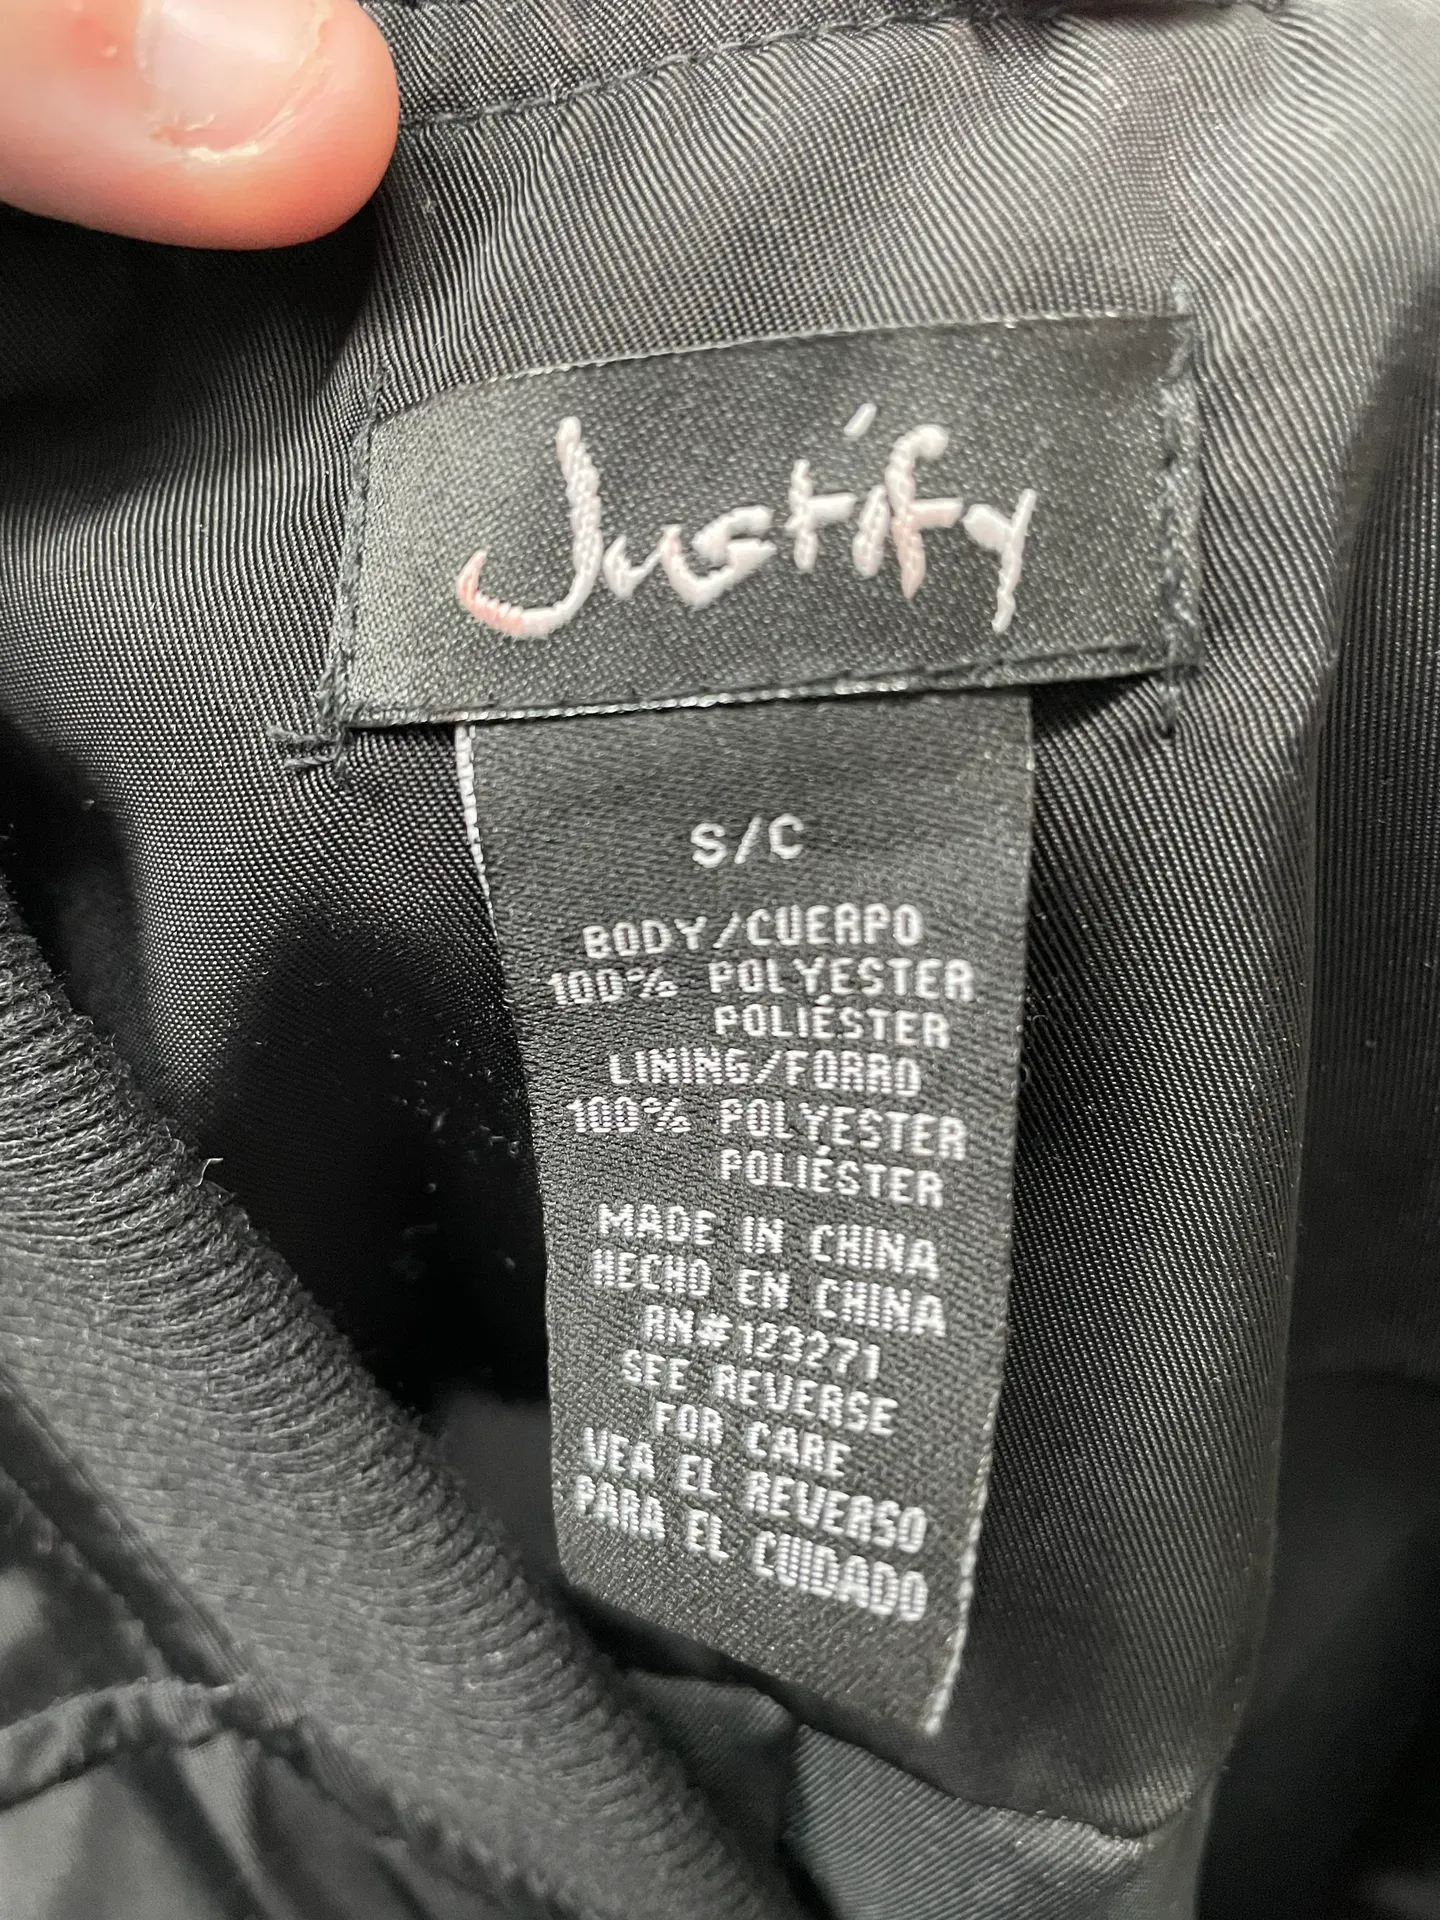 Justify
S/C
BODY/CUERPO
100% POLYESTER
POLIÉSTER
LINING/FORRO
100% POLYESTER
POLIÉSTER
MADE IN CHINA
HECHO EN CHINA
RN#123271
SEE REVERSE
FOR CARE
VEA EL REVERSO
PARA EL CUIDADO